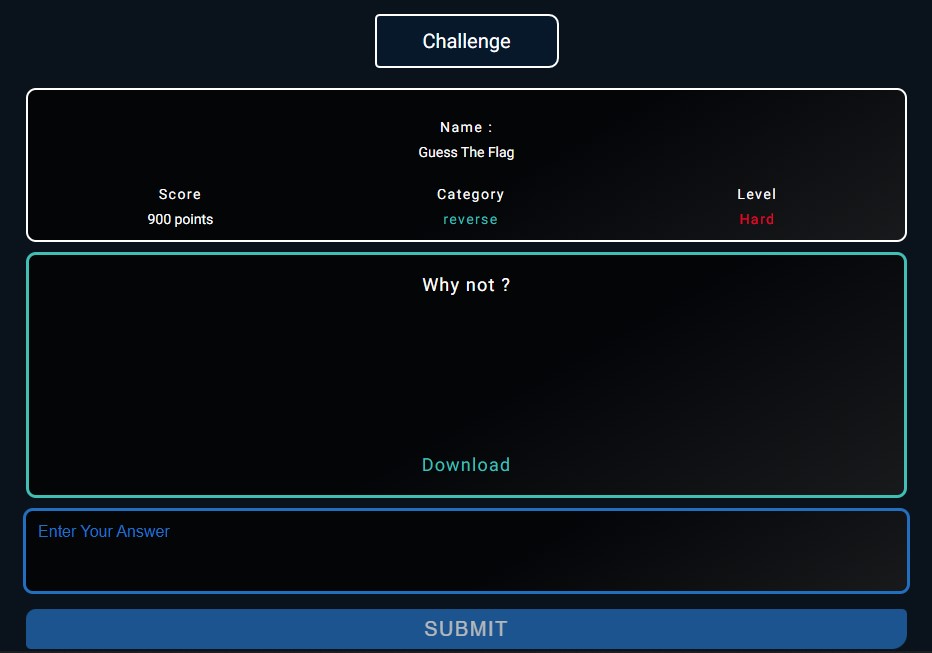 Challenge
Name :
Guess The Flag
Score Category Level
900 points reverse Hard
Why not ?
Download
Enter Your Answer
SUBMIT